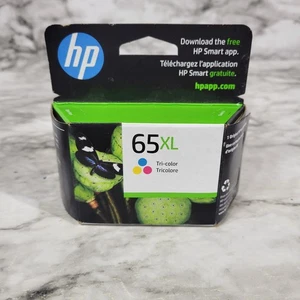 hp
Download the free
HP Smart app.
Téléchargez l'application
HP Smart gratuite.
hpapp.com
65XL
Tri-color
Tricolore